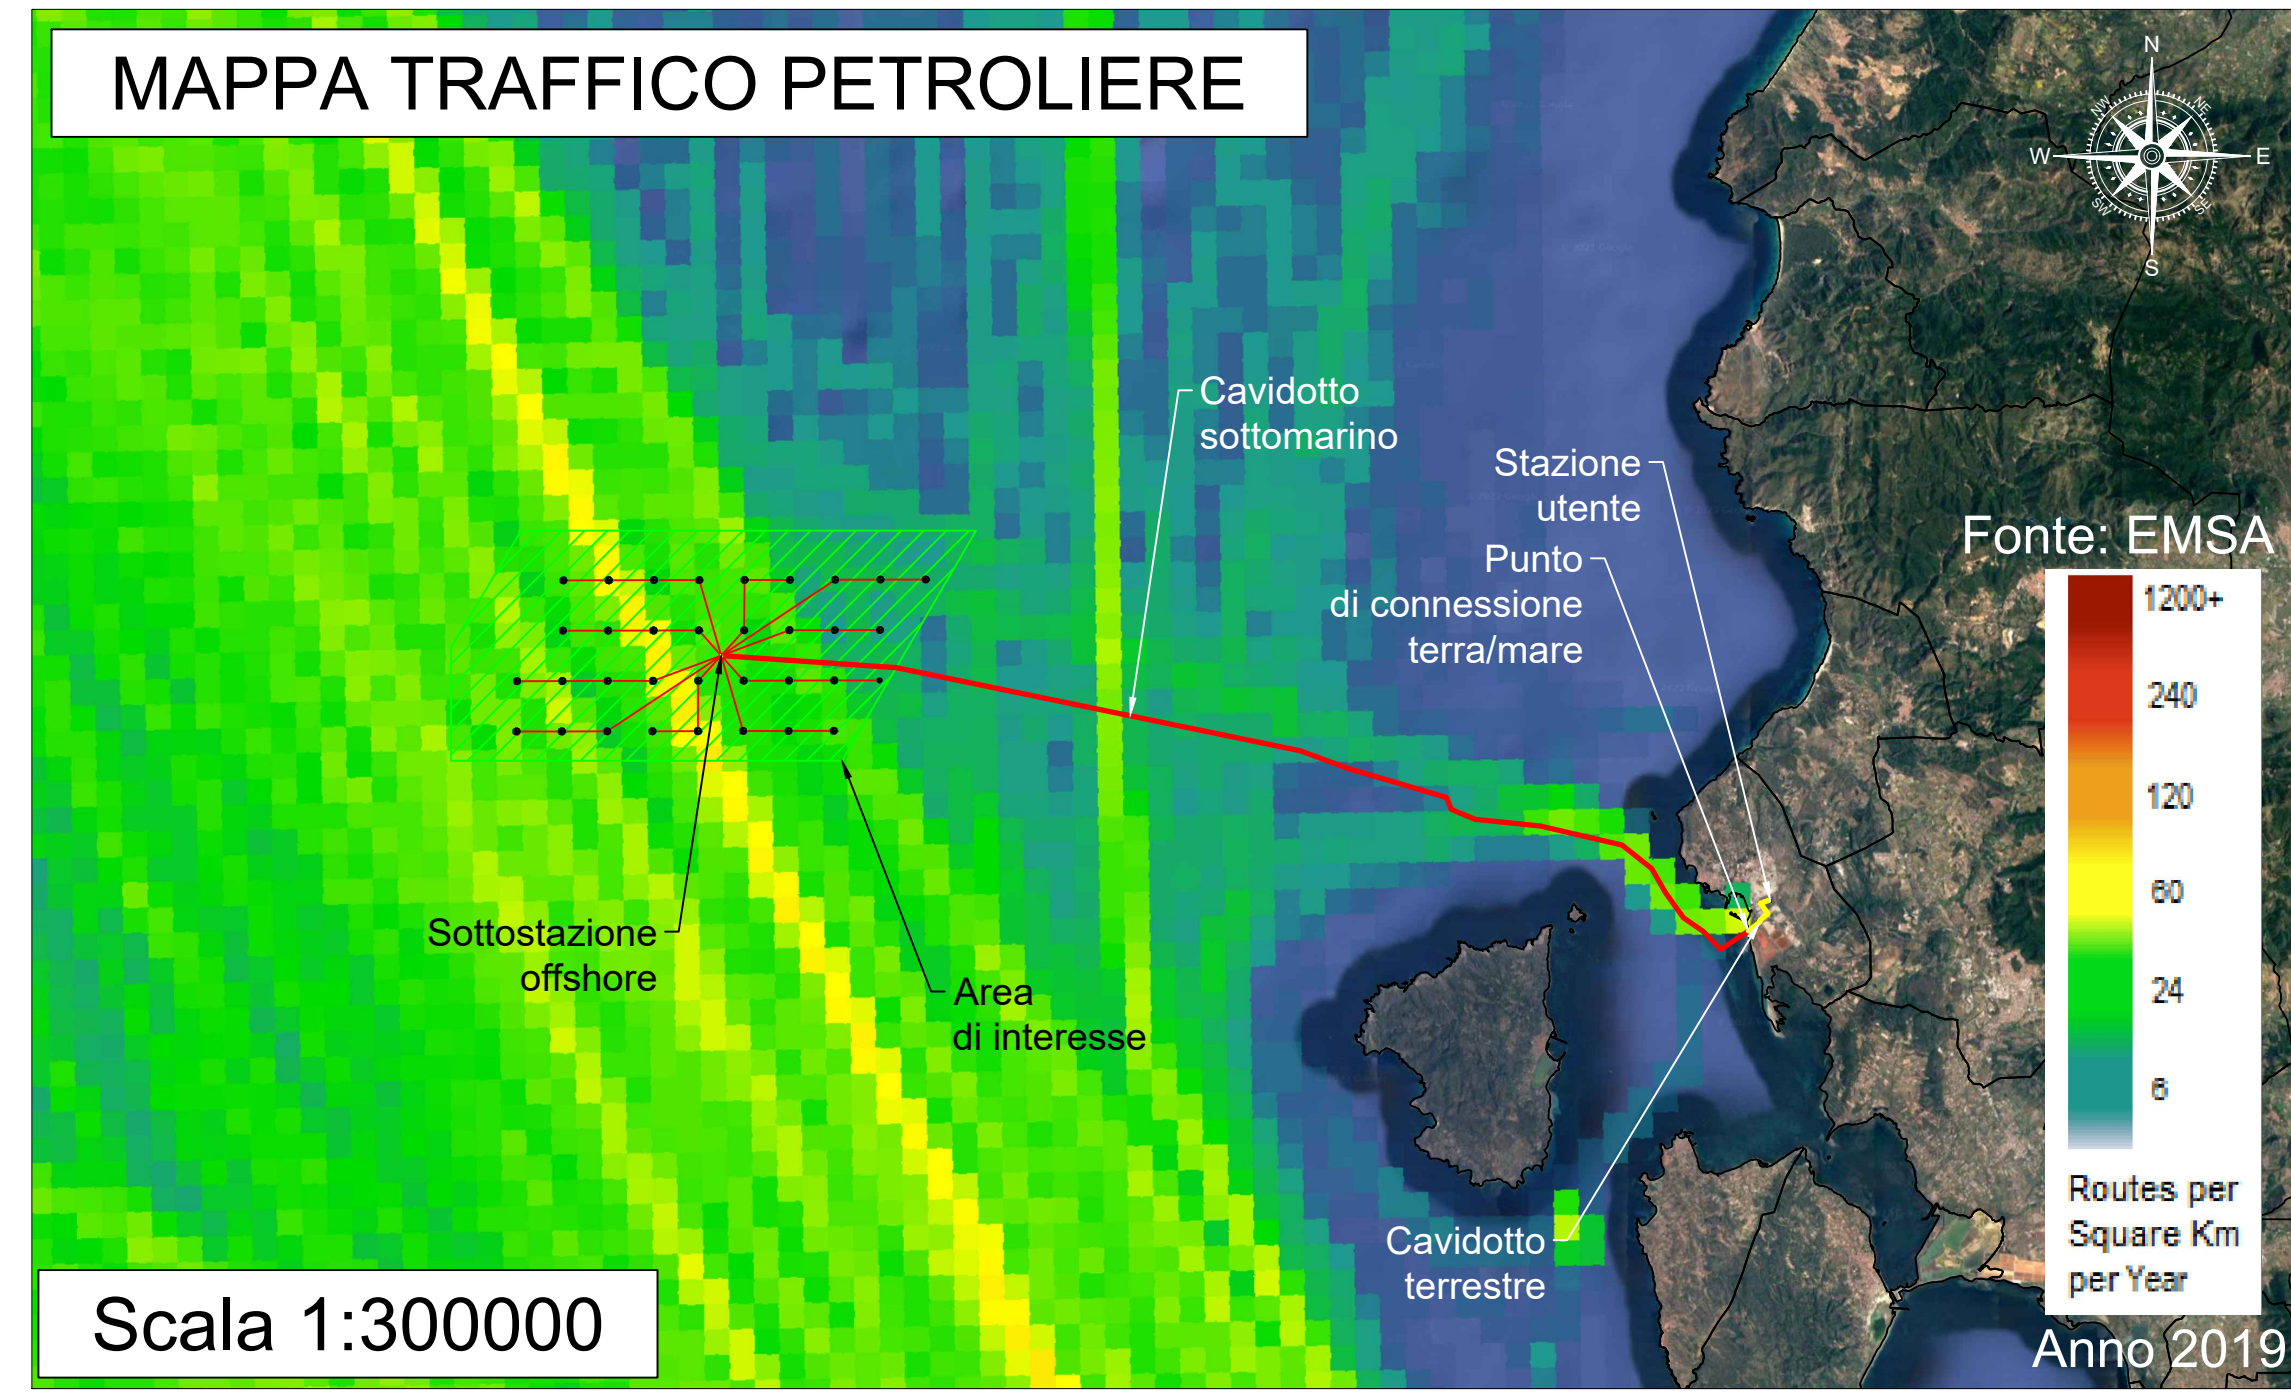 MAPPA TRAFFICO PETROLIERE
N
NE
E
SE
S
SW
W
NW
Cavidotto
sottomarino
Stazione
utente
Punto
di connessione
terra/mare
Fonte: EMSA
1200+
240
120
60
24
6
Routes per
Square Km
per Year
Anno 2019
Sottostazione
offshore
Area
di interesse
Cavidotto
terrestre
Scala 1:300000